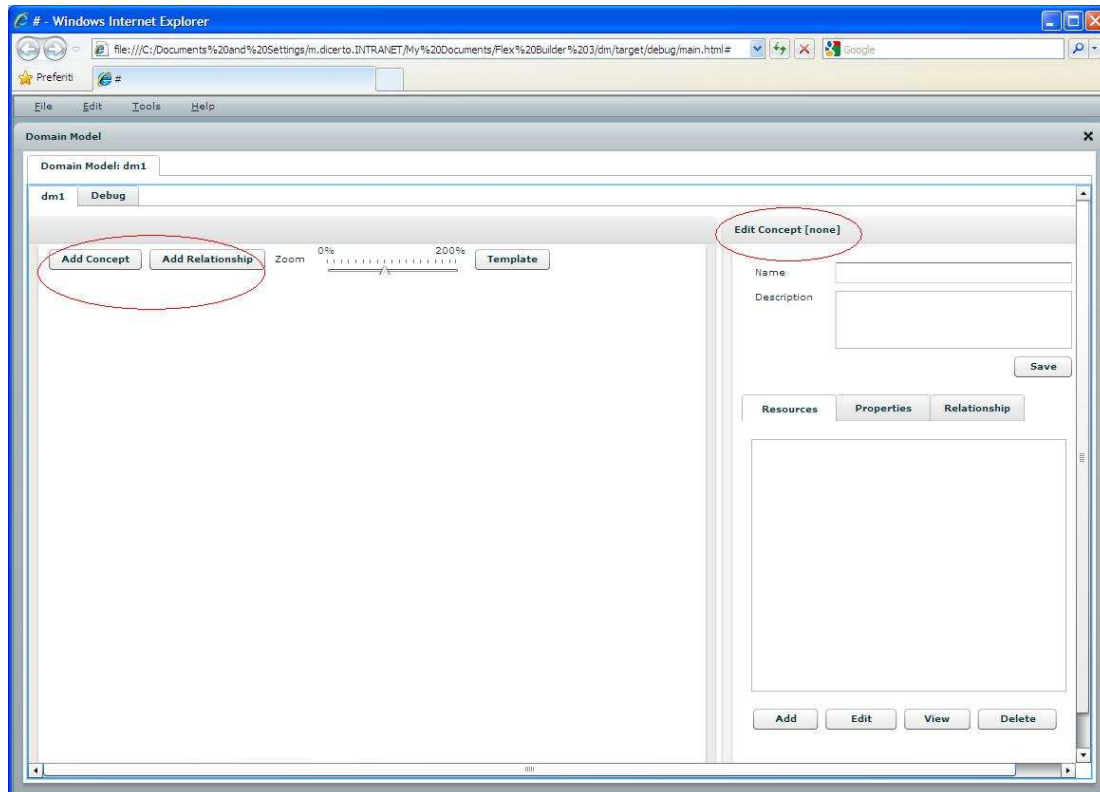 # - Windows Internet Explorer
file:///C:/Documents%20and%20Settings/m.dicerto.INTRANET/My%20Documents/Flex%20Builder%203/dm/target/debug/main.html#
Google
Preferiti
#
File Edit Tools Help
Domain Model
Domain Model: dm1
dm1 Debug
Edit Concept [none]
Add Concept Add Relationship Zoom 0% 200% Template
Name
Description
Save
Resources Properties Relationship
Add Edit View Delete